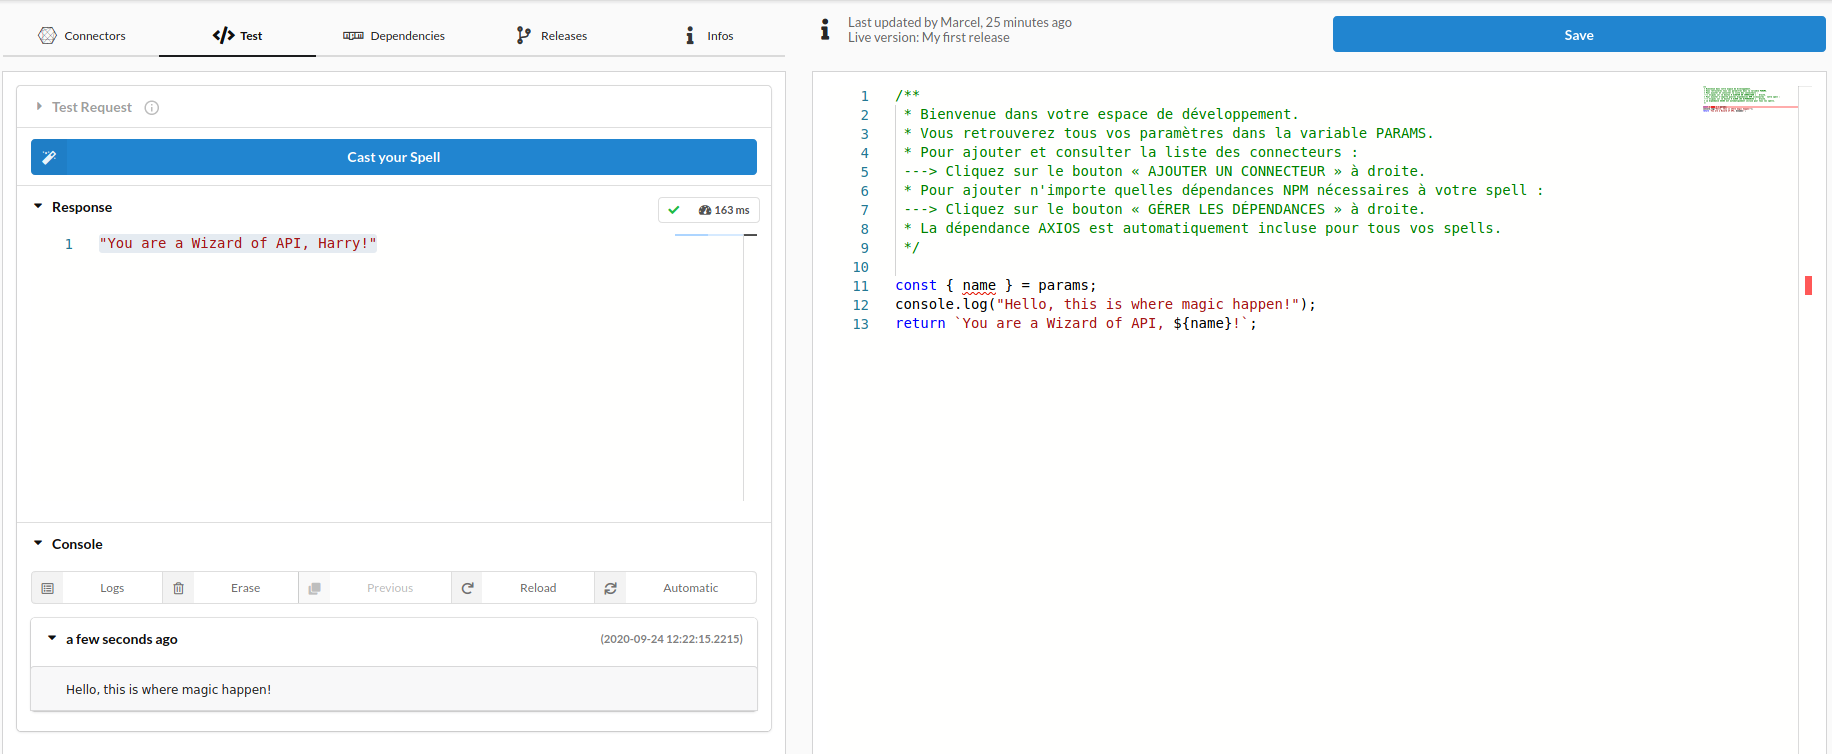 Connectors
Test
Dependencies
Releases
Infos
Last updated by Marcel, 25 minutes ago
Live version: My first release
Save
Test Request
Cast your Spell
Response
163 ms
1 "You are a Wizard of API, Harry!"
Console
Logs
Erase
Previous
Reload
Automatic
a few seconds ago
(2020-09-24 12:22:15.2215)
Hello, this is where magic happen!
1 /**
2  * Bienvenue dans votre espace de développement.
3  * Vous retrouverez tous vos paramètres dans la variable PARAMS.
4  * Pour ajouter et consulter la liste des connecteurs :
5  ---> Cliquez sur le bouton « AJOUTER UN CONNECTEUR » à droite.
6  * Pour ajouter n'importe quelles dépendances NPM nécessaires à votre spell :
7  ---> Cliquez sur le bouton « GÉRER LES DÉPENDANCES » à droite.
8  * La dépendance AXIOS est automatiquement incluse pour tous vos spells.
9  */
10
11 const { name } = params;
12 console.log("Hello, this is where magic happen!");
13 return `You are a Wizard of API, ${name}!`;